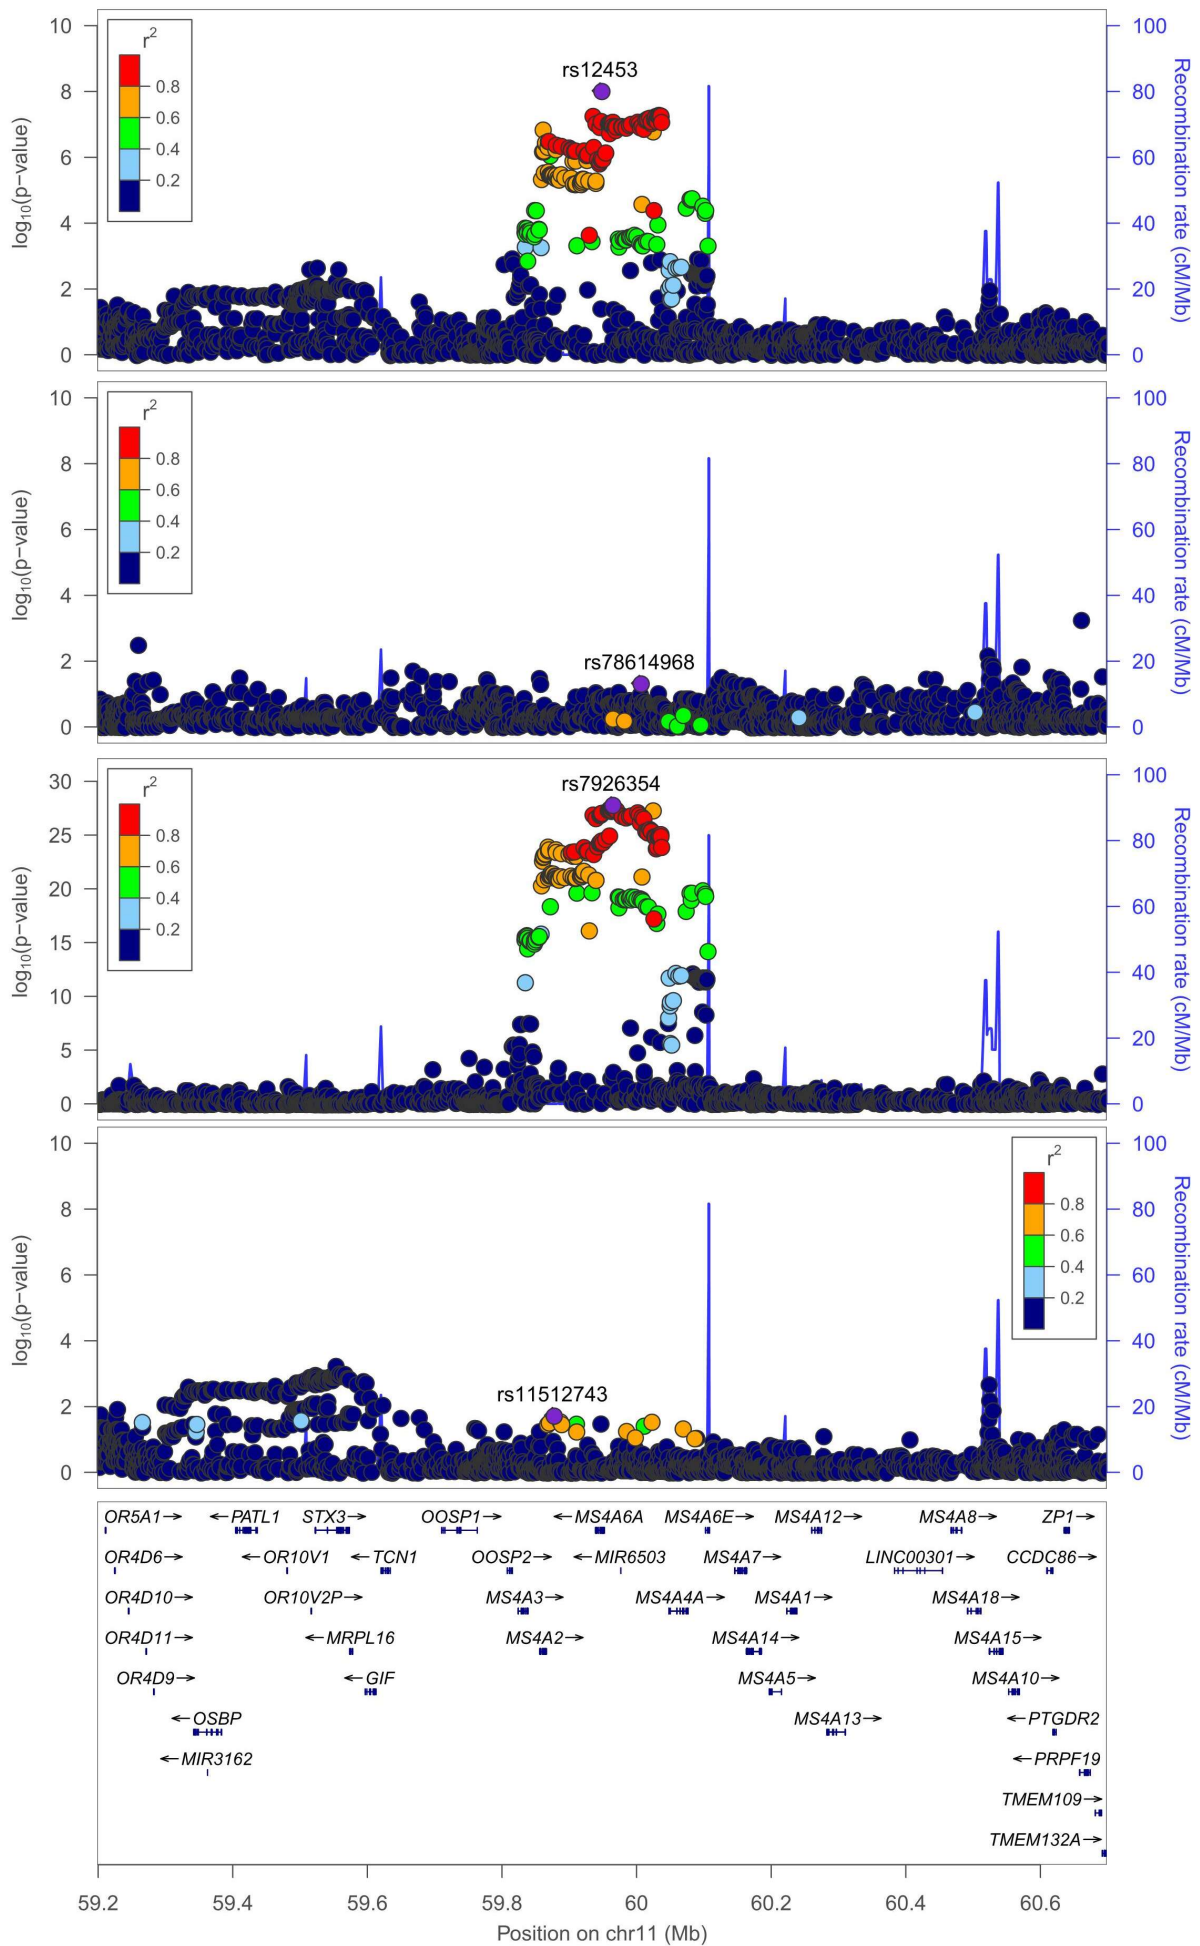 r2
0.8
0.6
0.4
0.2
rs12453
10
8
6
4
2
0
log10(p−value)
100
80
60
40
20
0
Recombination rate (cM/Mb)
r2
0.8
0.6
0.4
0.2
rs78614968
10
8
6
4
2
0
log10(p−value)
100
80
60
40
20
0
Recombination rate (cM/Mb)
r2
0.8
0.6
0.4
0.2
rs7926354
30
25
20
15
10
5
0
log10(p−value)
100
80
60
40
20
0
Recombination rate (cM/Mb)
r2
0.8
0.6
0.4
0.2
rs11512743
10
8
6
4
2
0
log10(p−value)
100
80
60
40
20
0
Recombination rate (cM/Mb)
OR5A1→ ←PATL1 STX3→ OOSP1→ ←MS4A6A MS4A6E→ MS4A12→ MS4A8→ ZP1→
OR4D6→ ←OR10V1 ←TCN1 OOSP2→ ←MIR6503 MS4A7→ LINC00301→ CCDC86→
OR4D10→ OR10V2P→ MS4A3→ MS4A4A→ MS4A1→ MS4A18→
OR4D11→ ←MRPL16 MS4A2→ MS4A14→ MS4A15→
OR4D9→ ←GIF MS4A5→ MS4A10→
←OSBP MS4A13→ ←PTGDR2
←MIR3162 ←PRPF19
TMEM109→
TMEM132A→
59.2 59.4 59.6 59.8 60 60.2 60.4 60.6
Position on chr11 (Mb)